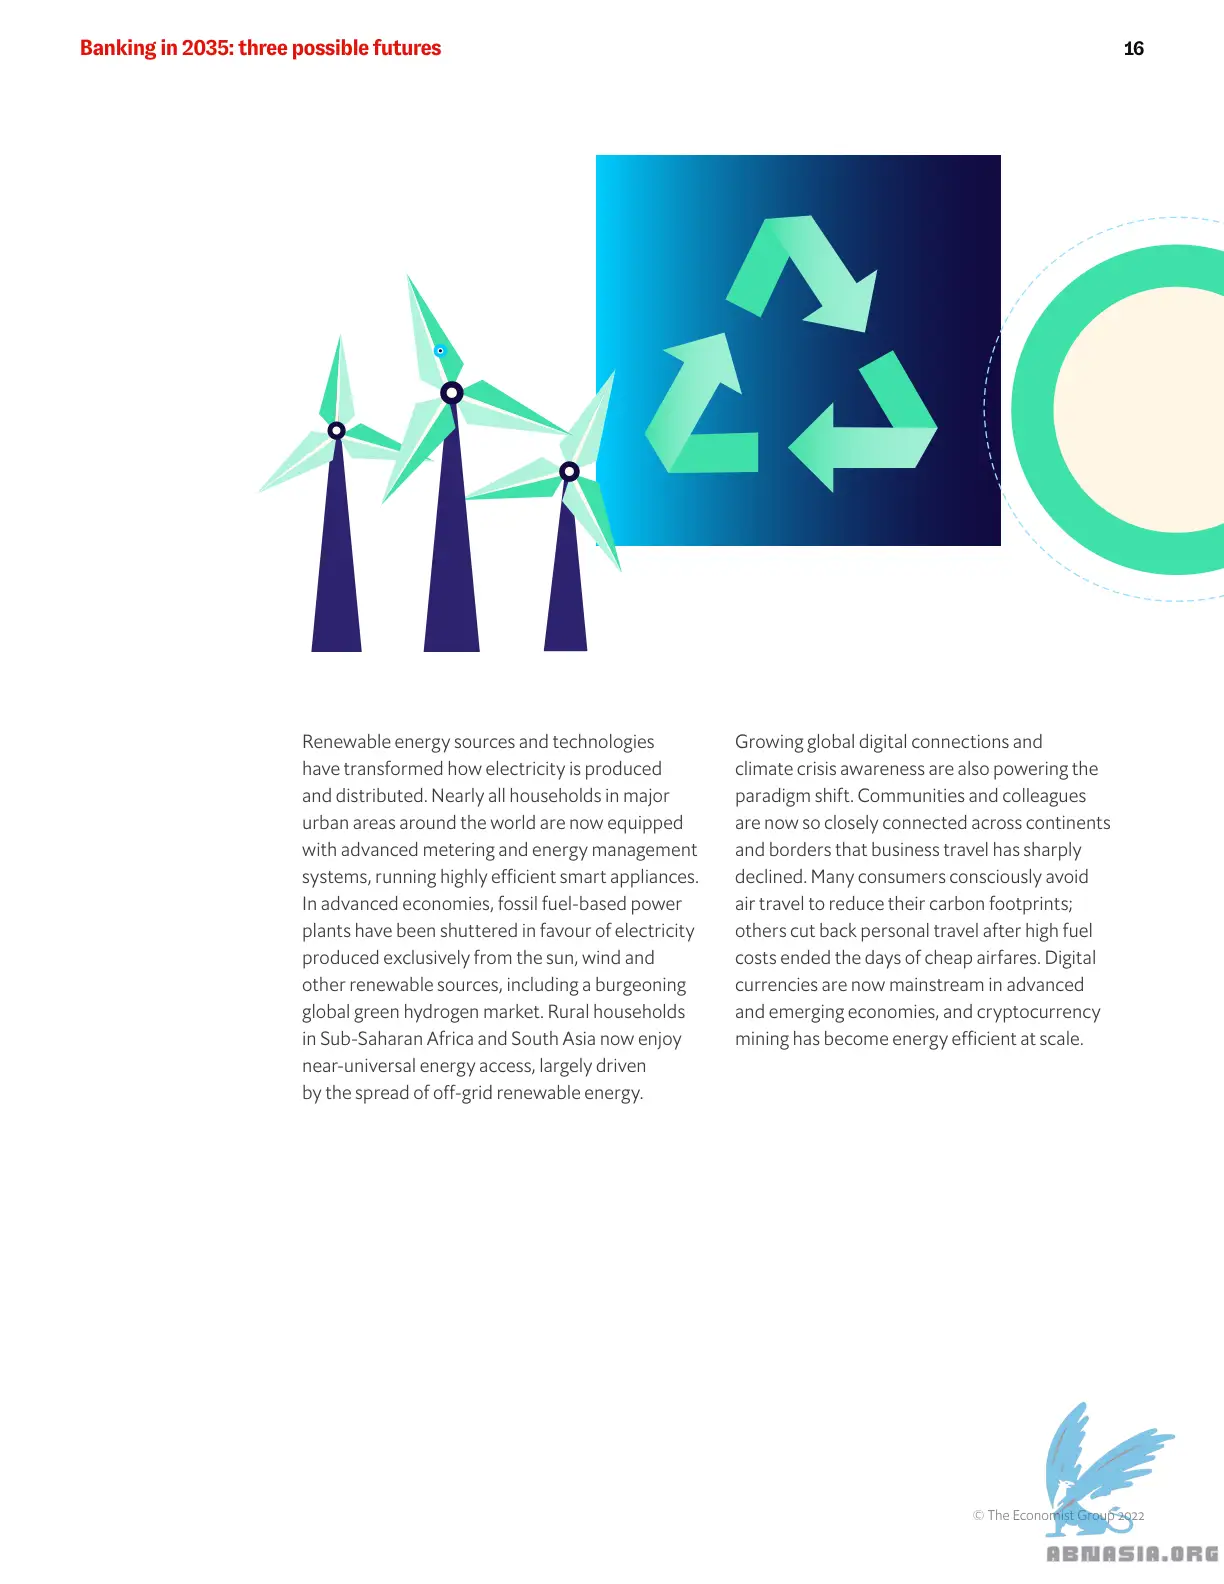 Banking in 2035: three possible futures
16
Renewable energy sources and technologies
have transformed how electricity is produced
and distributed. Nearly all households in major
urban areas around the world are now equipped
with advanced metering and energy management
systems, running highly efficient smart appliances.
In advanced economies, fossil fuel-based power
plants have been shuttered in favour of electricity
produced exclusively from the sun, wind and
other renewable sources, including a burgeoning
global green hydrogen market. Rural households
in Sub-Saharan Africa and South Asia now enjoy
near-universal energy access, largely driven
by the spread of off-grid renewable energy.
Growing global digital connections and
climate crisis awareness are also powering the
paradigm shift. Communities and colleagues
are now so closely connected across continents
and borders that business travel has sharply
declined. Many consumers consciously avoid
air travel to reduce their carbon footprints;
others cut back personal travel after high fuel
costs ended the days of cheap airfares. Digital
currencies are now mainstream in advanced
and emerging economies, and cryptocurrency
mining has become energy efficient at scale.
© The Economist Group 2022
ABNASIA.ORG